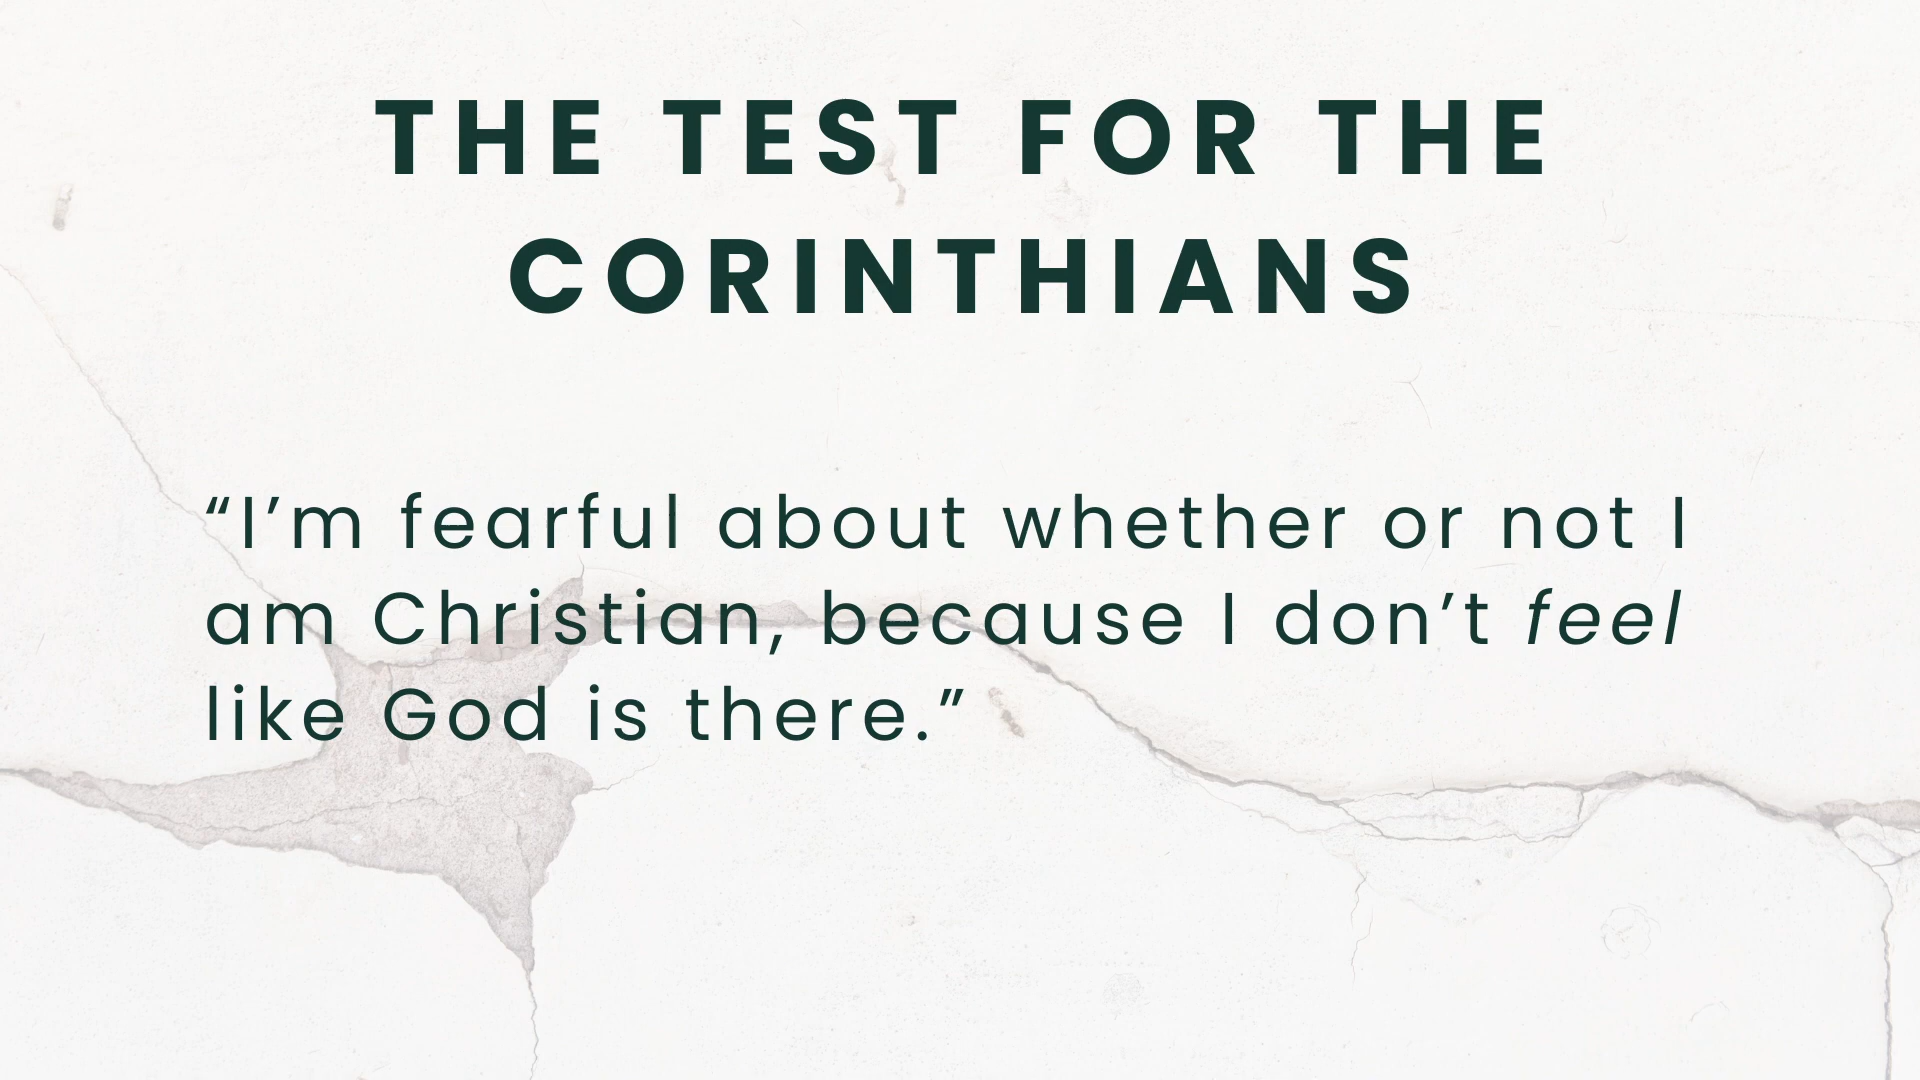 THE TEST FOR THE
CORINTHIANS
“I’m fearful about whether or not I
am Christian, because I don’t feel
like God is there.”